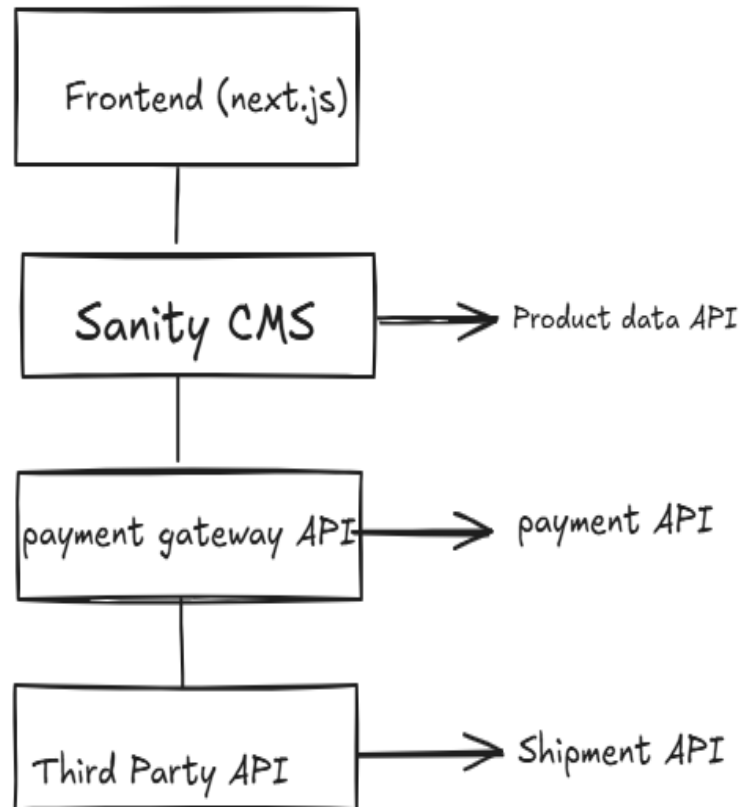 Frontend (next.js)
Sanity CMS
Product data API
payment gateway API
payment API
Third Party API
Shipment API